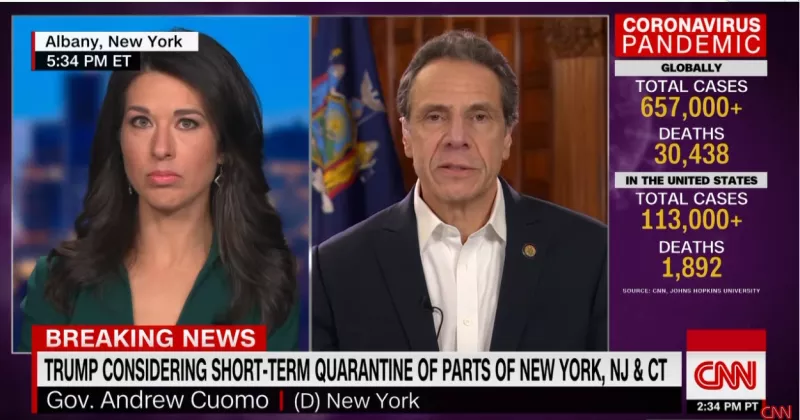 Albany, New York
5:34 PM ET
CORONAVIRUS
PANDEMIC
GLOBALLY
TOTAL CASES
657,000+
DEATHS
30,438
IN THE UNITED STATES
TOTAL CASES
113,000+
DEATHS
1,892
SOURCE: CNN, JOHNS HOPKINS UNIVERSITY
BREAKING NEWS
TRUMP CONSIDERING SHORT-TERM QUARANTINE OF PARTS OF NEW YORK, NJ & CT
Gov. Andrew Cuomo | (D) New York
CNN
2:34 PM PT
CNN